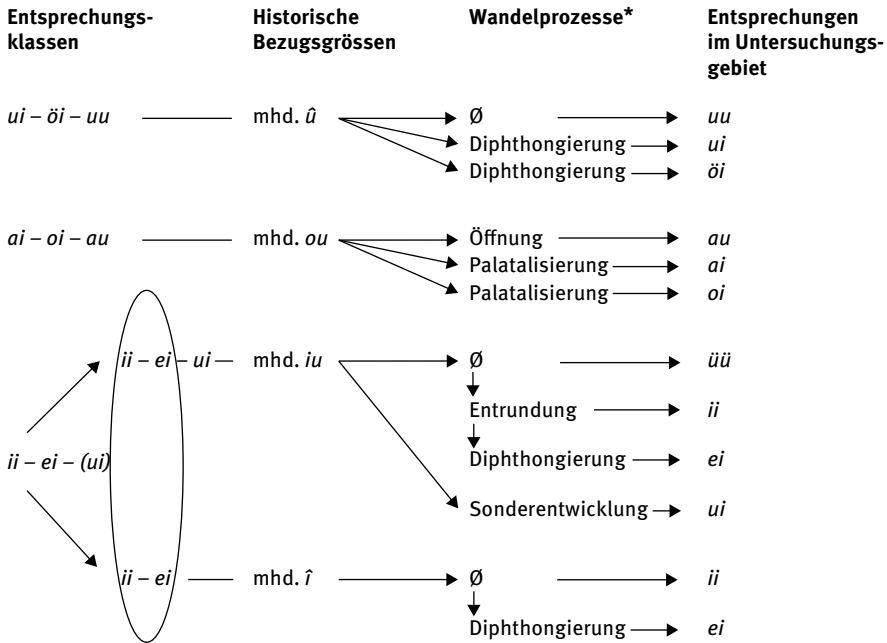 Entsprechungs- Historische Wandelprozesse* Entsprechungen
klassen Bezugsgrössen im Untersuchungs-
gebiet
ui – öi – uu mhd. û Ø uu
Diphthongierung ui
Diphthongierung öi
ai – oi – au mhd. ou Öffnung au
Palatalisierung ai
Palatalisierung oi
ii – ei – ui mhd. iu Ø üü
Entrundung ii
ii – ei – (ui) Diphthongierung ei
Sonderentwicklung ui
ii – ei mhd. î Ø ii
Diphthongierung ei